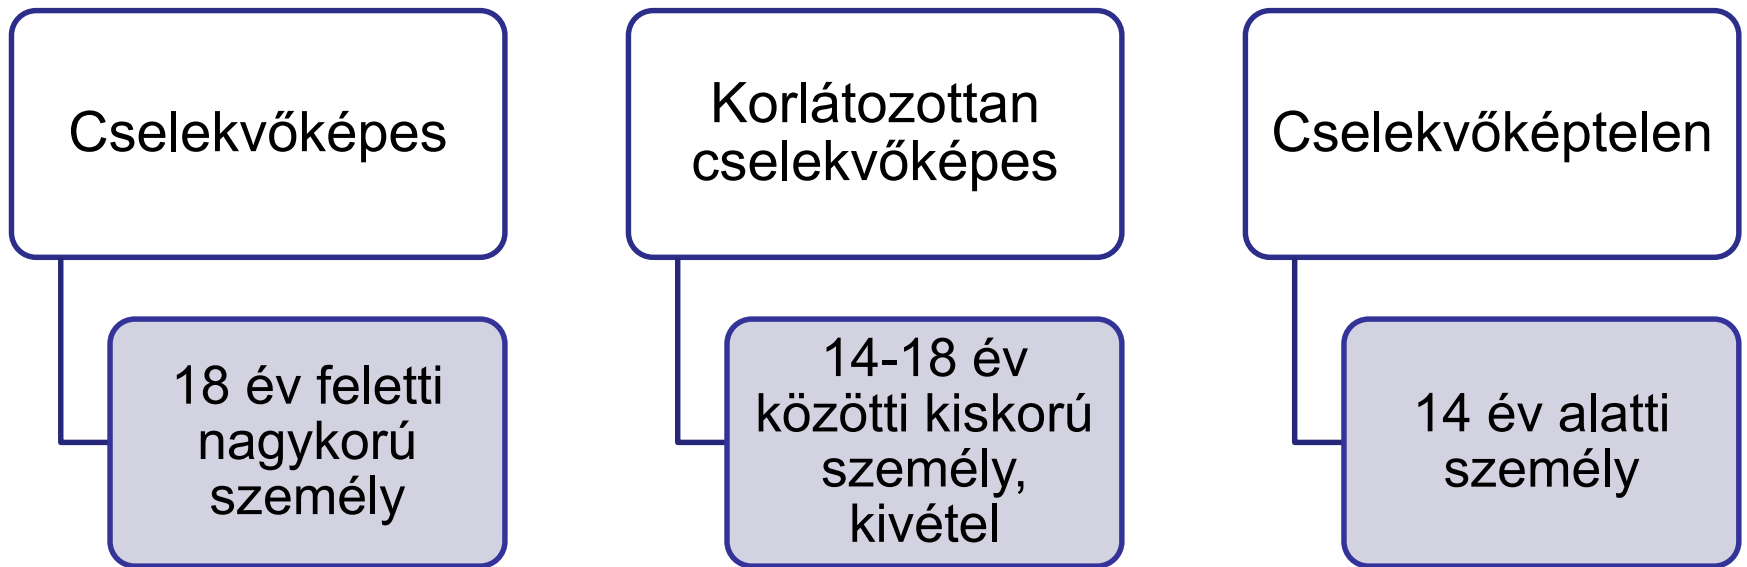 Cselekvőképes
18 év feletti
nagykorú
személy
Korlátozottan
cselekvőképes
14-18 év
közötti kiskorú
személy,
kivétel
Cselekvőképtelen
14 év alatti
személy